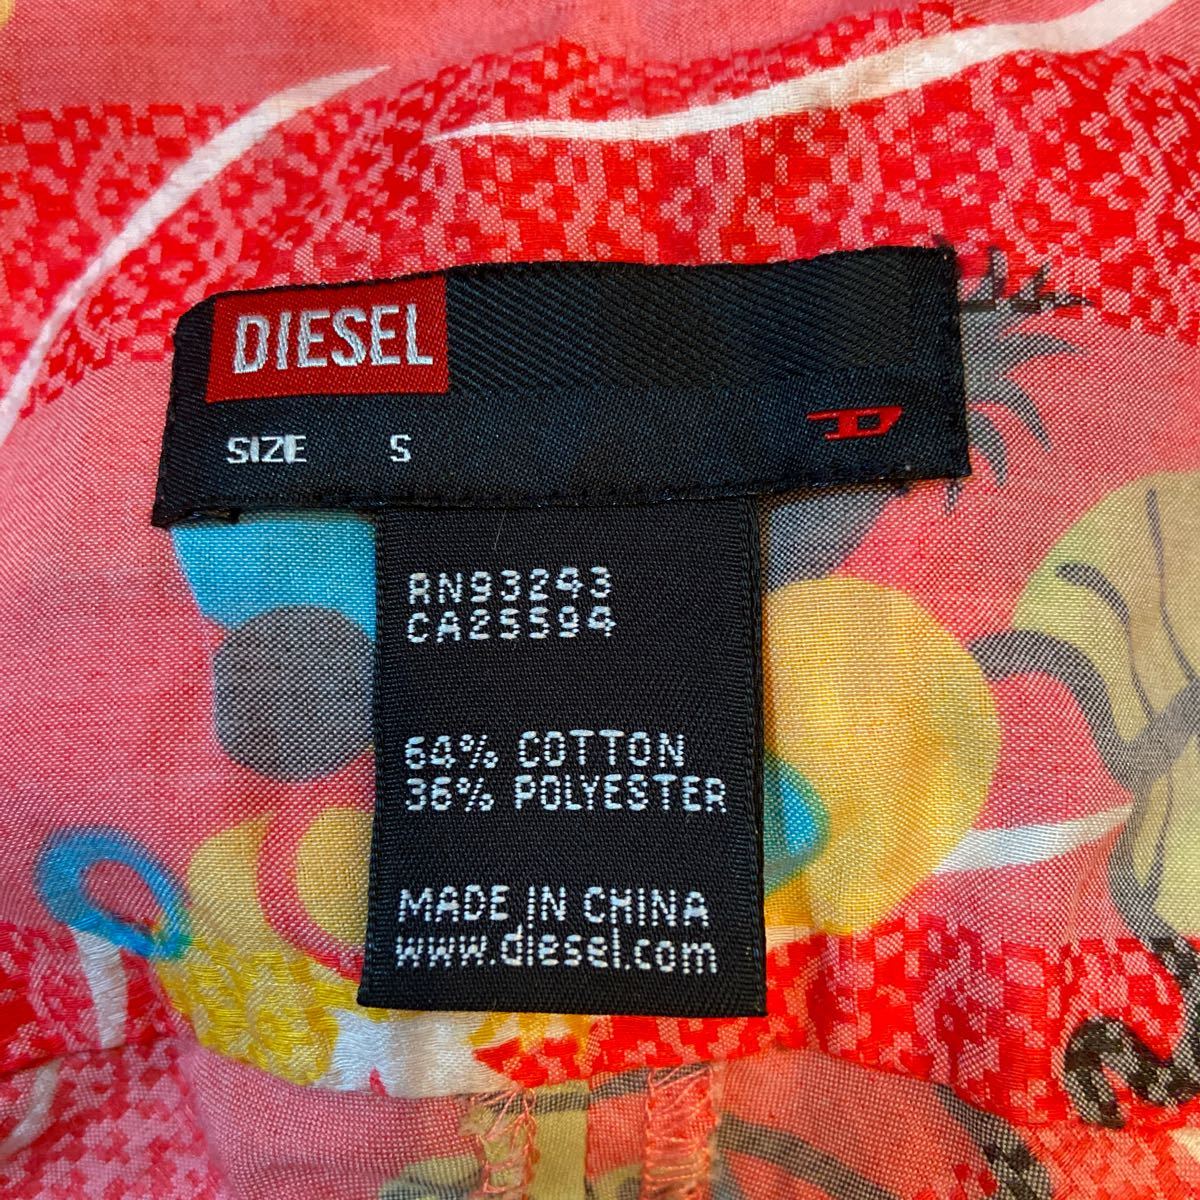 DIESEL
SIZE S D
RN93243
CA25594
64% COTTON
36% POLYESTER
MADE IN CHINA
www.diesel.com